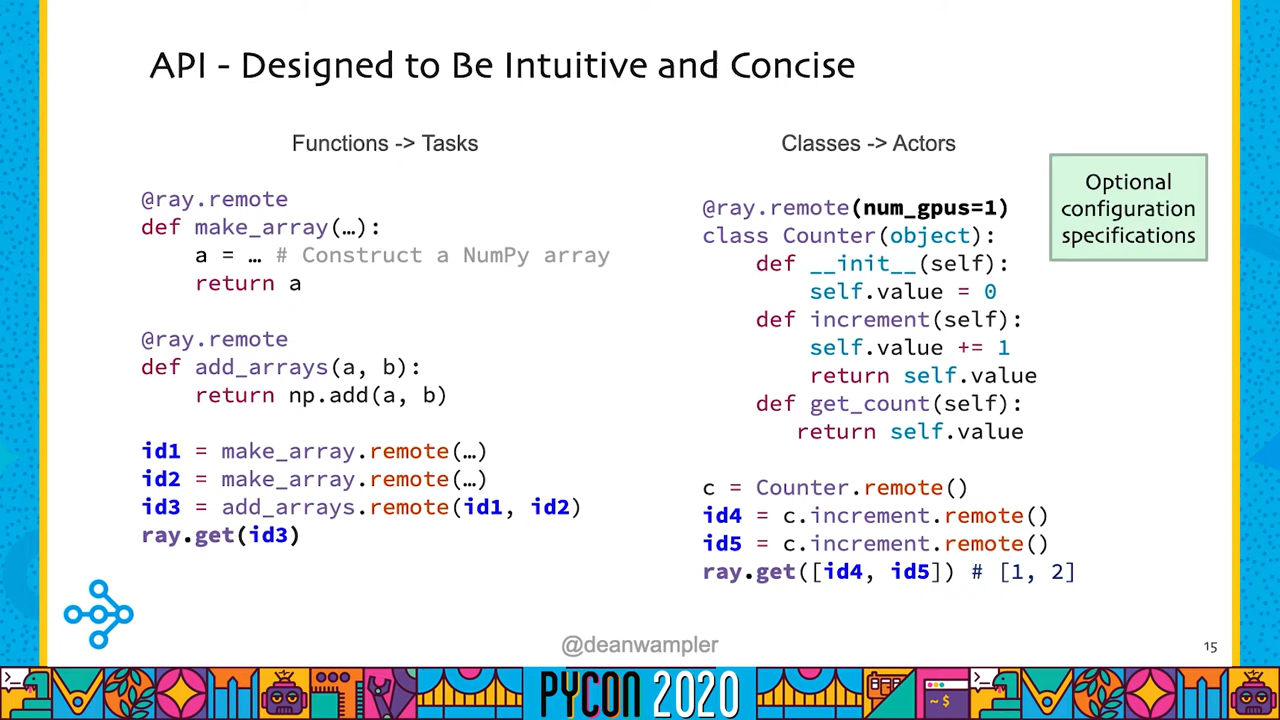 API - Designed to Be Intuitive and Concise
Functions -> Tasks
@ray.remote
def make_array(…):
    a = … # Construct a NumPy array
    return a
@ray.remote
def add_arrays(a, b):
    return np.add(a, b)
id1 = make_array.remote(…)
id2 = make_array.remote(…)
id3 = add_arrays.remote(id1, id2)
ray.get(id3)
Classes -> Actors
@ray.remote(num_gpus=1)
class Counter(object):
    def __init__(self):
        self.value = 0
    def increment(self):
        self.value += 1
        return self.value
    def get_count(self):
       return self.value
c = Counter.remote()
id4 = c.increment.remote()
id5 = c.increment.remote()
ray.get([id4, id5]) # [1, 2]
Optional
configuration
specifications
@deanwampler
15
PYCON 2020
~$